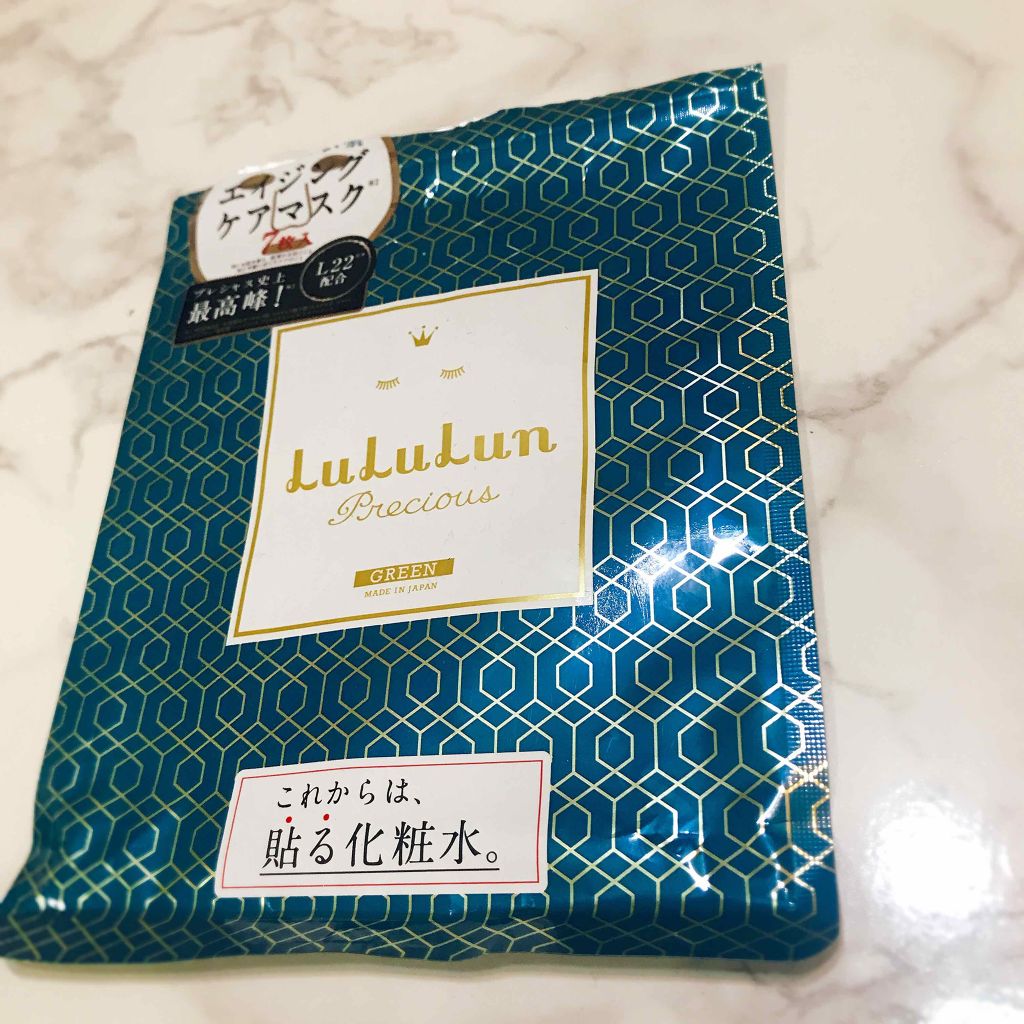 エイジング
ケアマスク
7枚入
プレシャス史上
最高峰!
L22
配合
LuLuLun
Precious
GREEN
MADE IN JAPAN
これからは、
貼る化粧水。